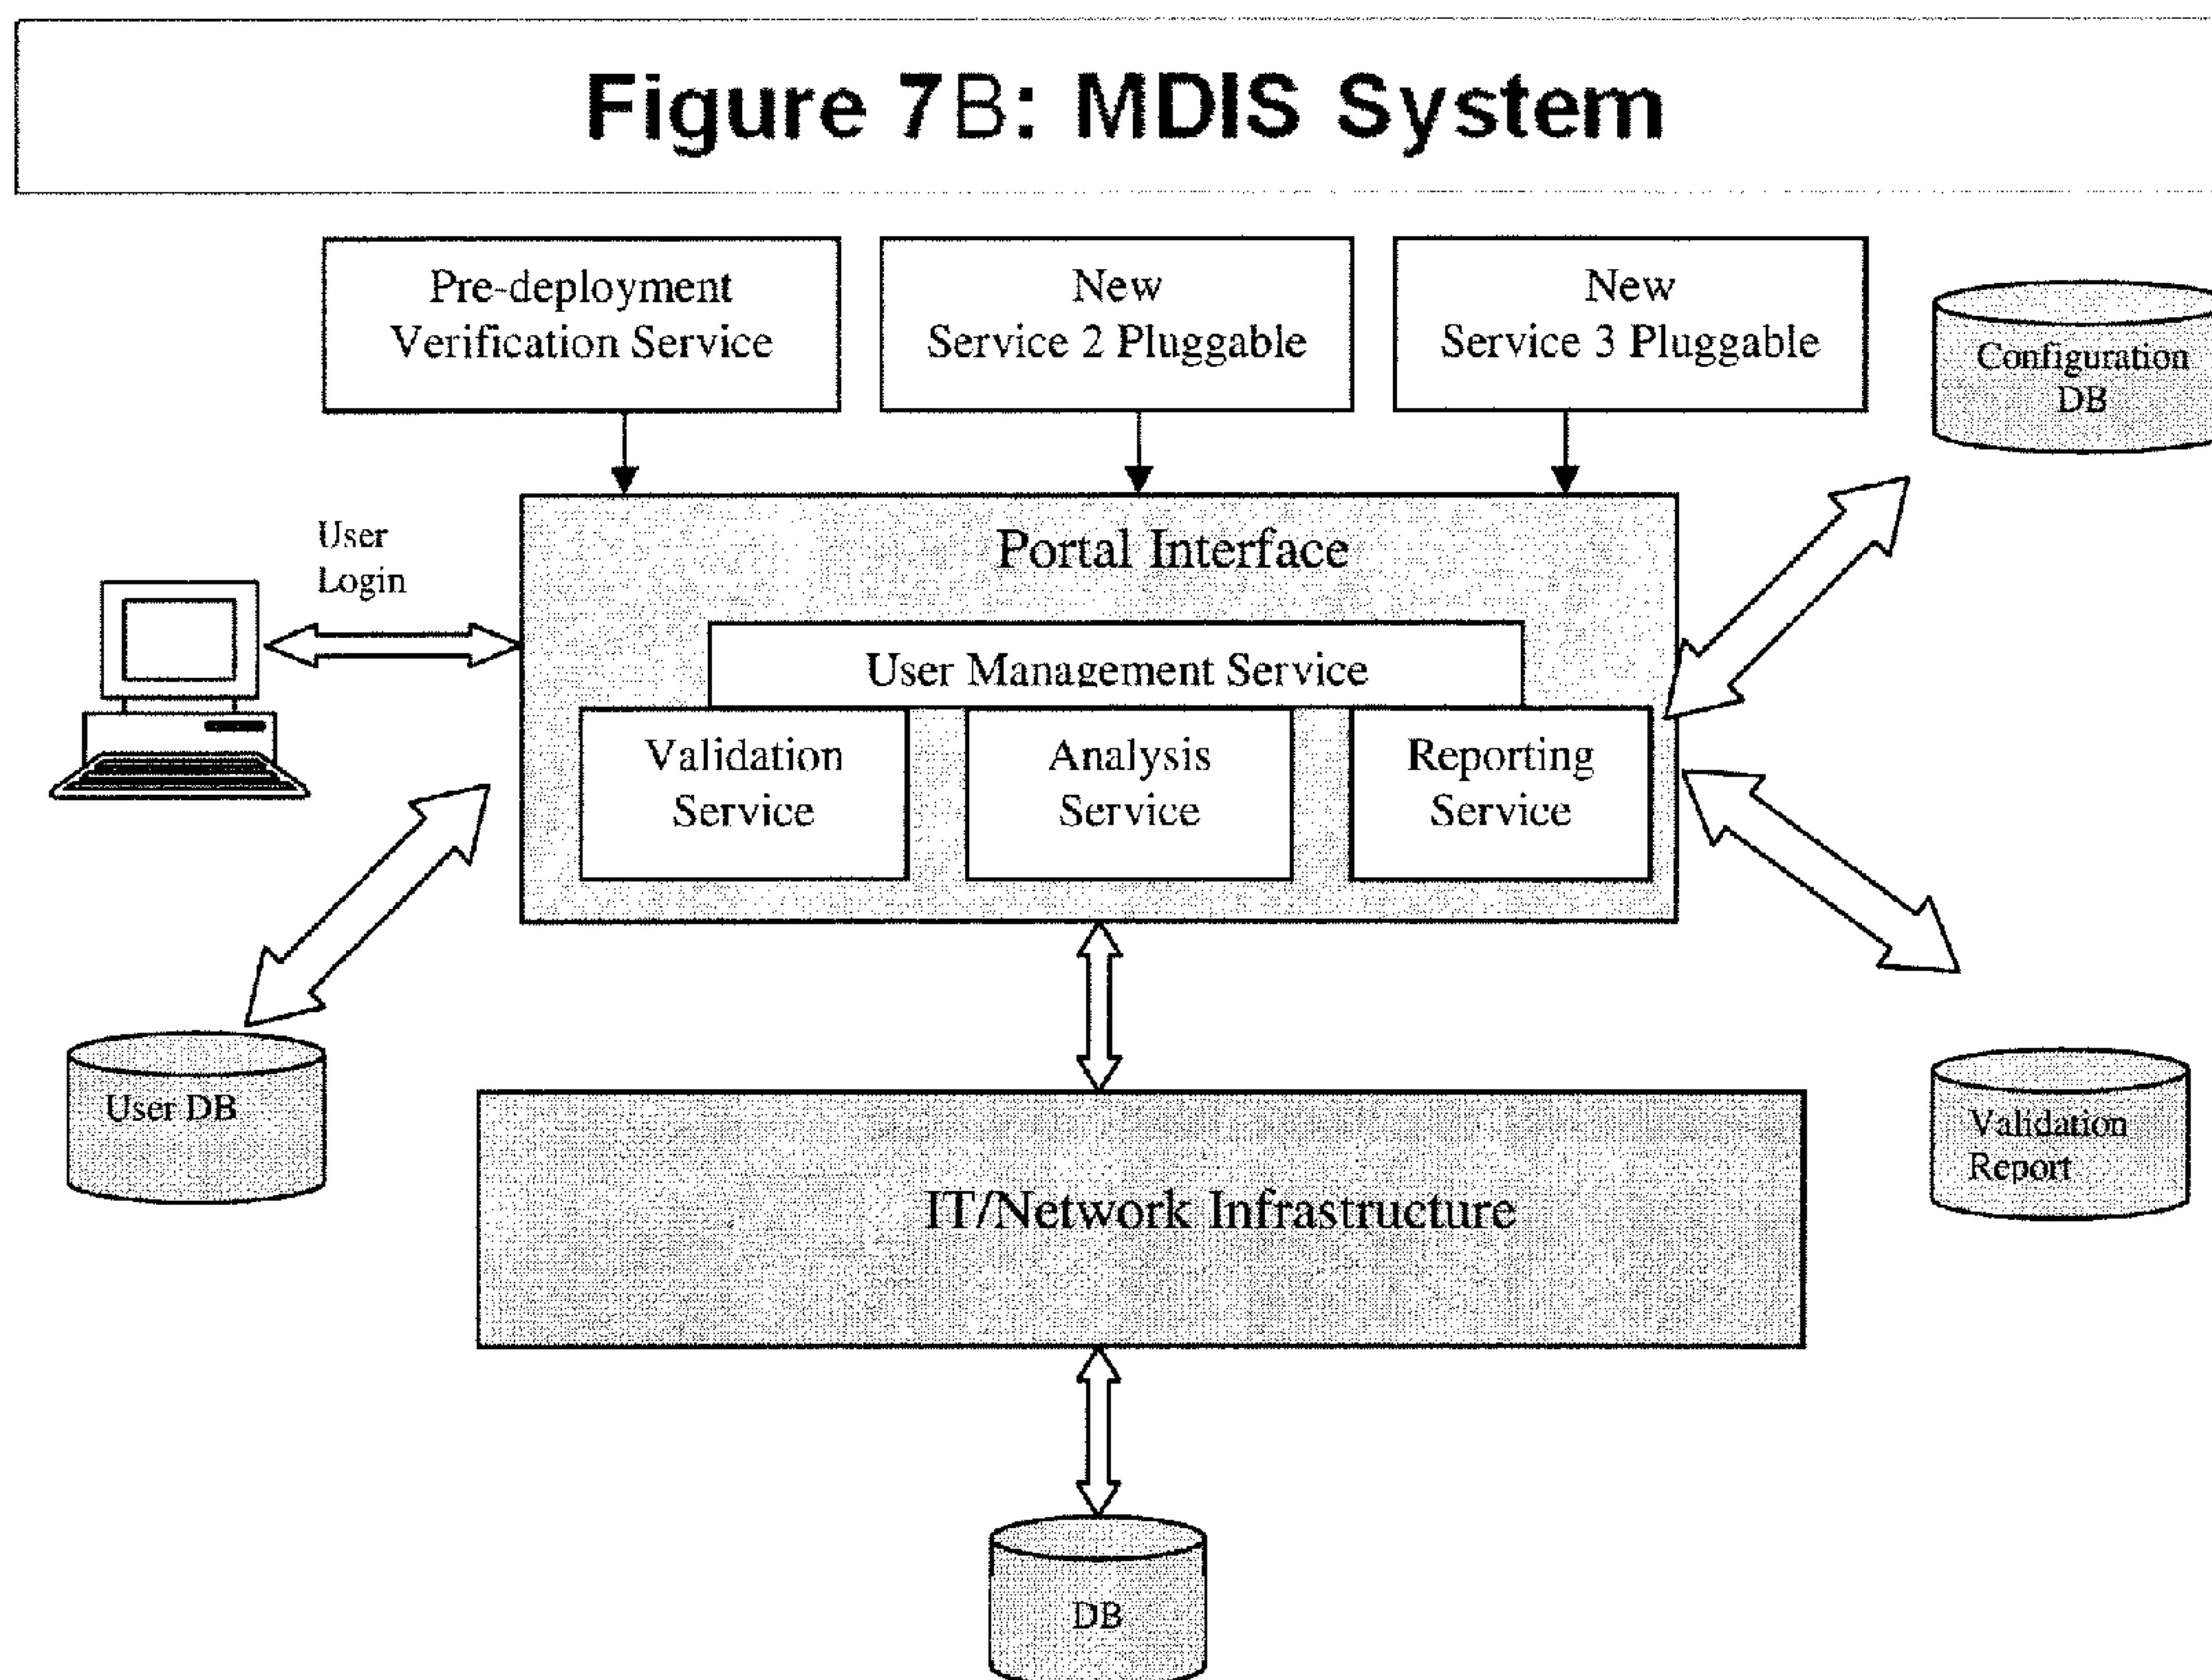 Figure 7B: MDIS System
Pre-deployment
Verification Service
New
Service 2 Pluggable
New
Service 3 Pluggable
Configuration
DB
User
Login
Portal Interface
User Management Service
Validation
Service
Analysis
Service
Reporting
Service
User DB
Validation
Report
IT/Network Infrastructure
DB